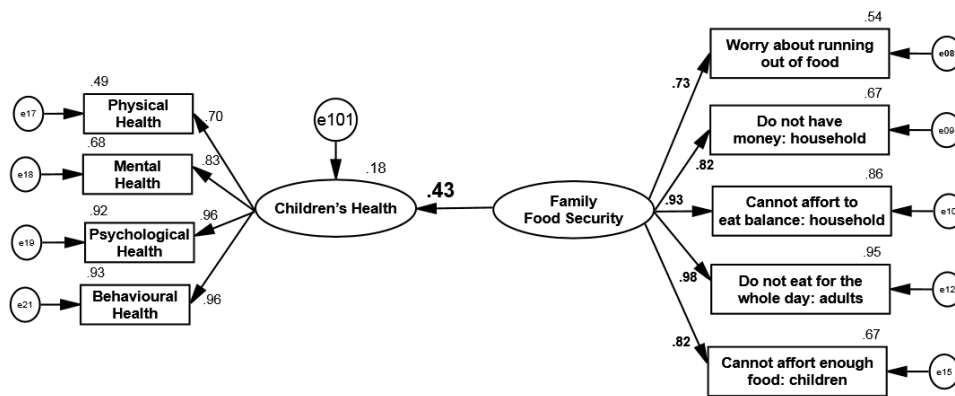 .54
Worry about running
out of food
e08
.73
.49
e17
Physical
Health
.70
e101
.67
Do not have
money: household
e09
.82
.68
e18
Mental
Health
.83
.18
Children's Health
.43
Family
Food Security
.86
.93
Cannot affort to
eat balance: household
e10
.92
e19
Psychological
Health
.96
.93
e21
Behavioural
Health
.96
.95
Do not eat for the
whole day: adults
e12
.98
.67
.82
Cannot affort enough
food: children
e15